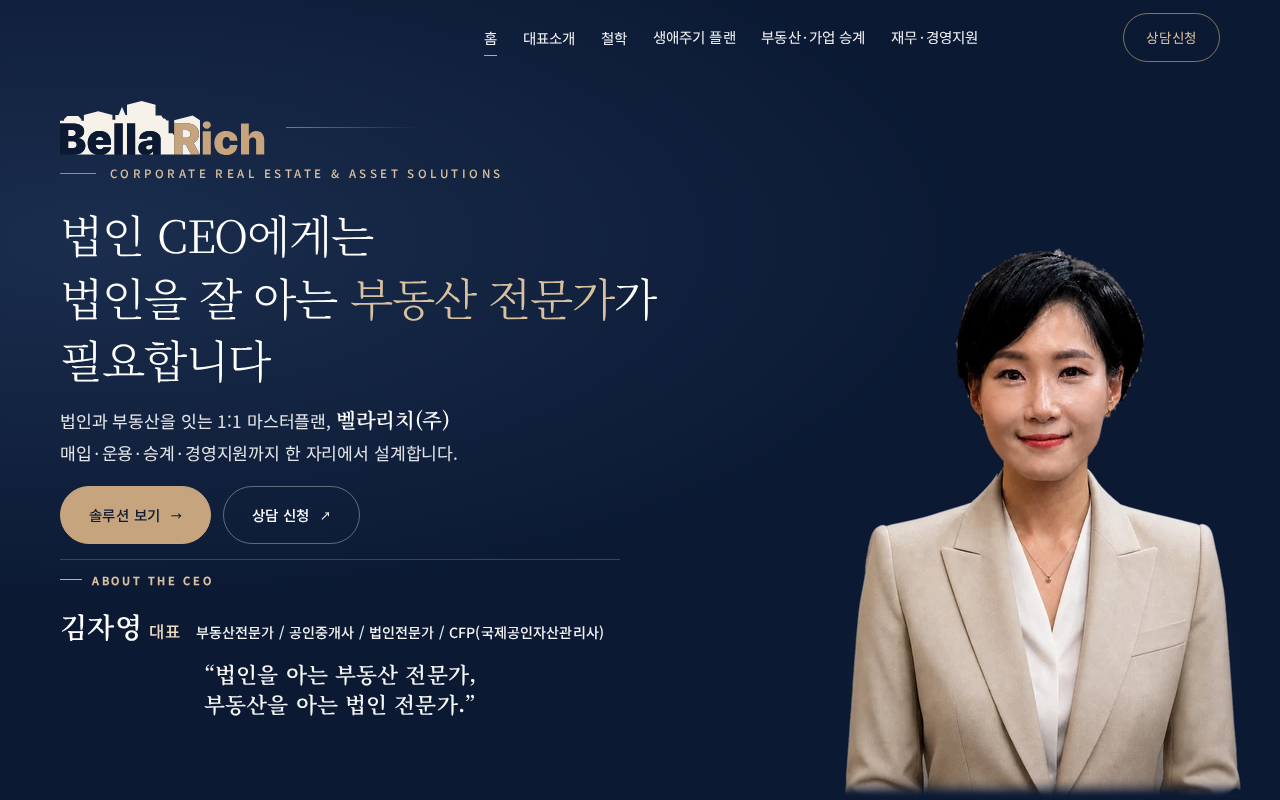 홈 대표소개 철학 생애주기 플랜 부동산·가업 승계 재무·경영지원 상담신청
Bella Rich
CORPORATE REAL ESTATE & ASSET SOLUTIONS
법인 CEO에게는
법인을 잘 아는 부동산 전문가가
필요합니다
법인과 부동산을 잇는 1:1 마스터플랜, 벨라리치(주)
매입·운용·승계·경영지원까지 한 자리에서 설계합니다.
솔루션 보기 → 상담 신청 ↗
ABOUT THE CEO
김자영 대표 부동산전문가 / 공인중개사 / 법인전문가 / CFP(국제공인자산관리사)
“법인을 아는 부동산 전문가,
부동산을 아는 법인 전문가.”